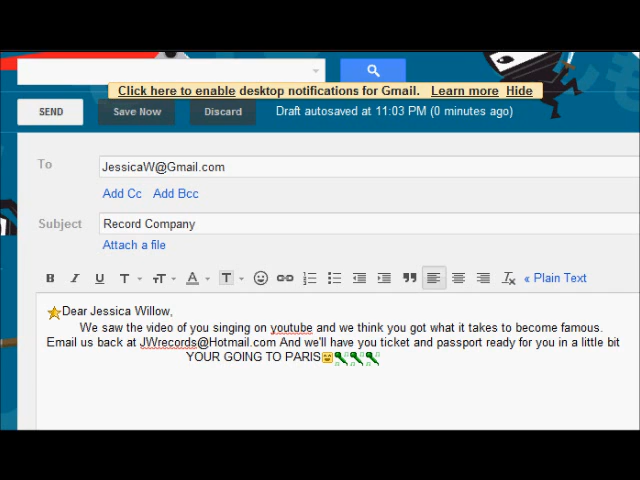 Click here to enable desktop notifications for Gmail. Learn more Hide
SEND Save Now Discard Draft autosaved at 11:03 PM (0 minutes ago)
To JessicaW@Gmail.com
Add Cc Add Bcc
Subject Record Company
Attach a file
B I U T тT A T « Plain Text
Dear Jessica Willow,
We saw the video of you singing on youtube and we think you got what it takes to become famous.
Email us back at JWrecords@Hotmail.com And we'll have you ticket and passport ready for you in a little bit
YOUR GOING TO PARIS